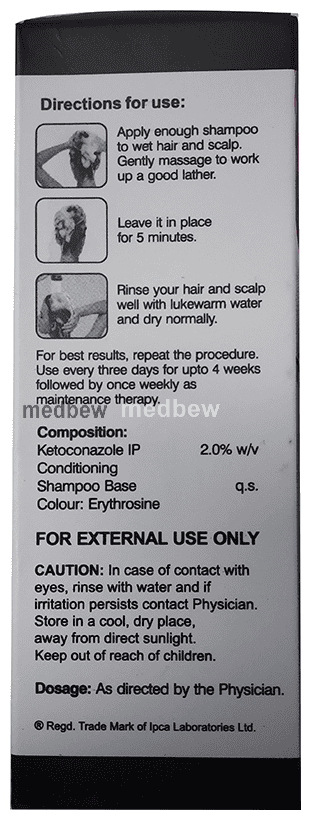 Directions for use:
Apply enough shampoo
to wet hair and scalp.
Gently massage to work
up a good lather.
Leave it in place
for 5 minutes.
Rinse your hair and scalp
well with lukewarm water
and dry normally.
For best results, repeat the procedure.
Use every three days for upto 4 weeks
followed by once weekly as
maintenance therapy.
medbew medbew
Composition:
Ketoconazole IP 2.0% w/v
Conditioning
Shampoo Base q.s.
Colour: Erythrosine
FOR EXTERNAL USE ONLY
CAUTION: In case of contact with
eyes, rinse with water and if
irritation persists contact Physician.
Store in a cool, dry place,
away from direct sunlight.
Keep out of reach of children.
Dosage: As directed by the Physician.
® Regd. Trade Mark of Ipca Laboratories Ltd.